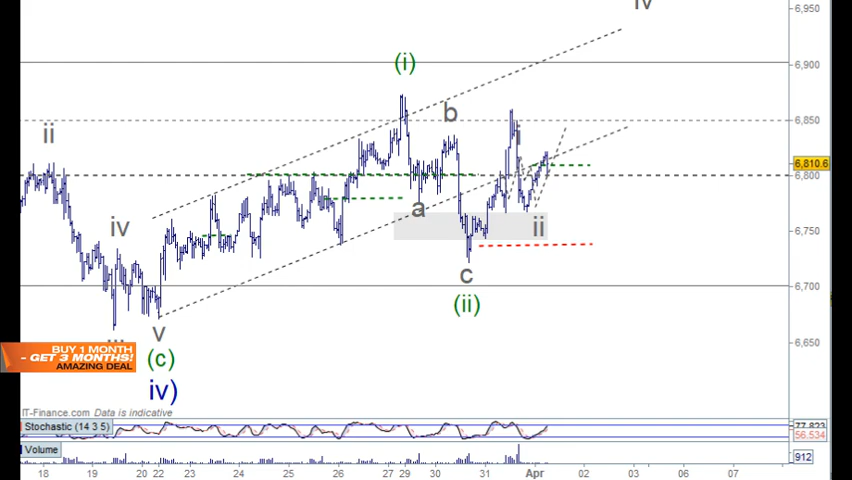 iv
6,950
(i)
6,900
b
ii
6,850
i
6,810.6
6,800
a
iv
ii
6,750
c
(ii)
6,700
v
6,650
BUY 1 MONTH
- GET 3 MONTHS!
AMAZING DEAL
(c)
iv)
IT-Finance.com Data is indicative
Stochastic (14 3 5)
77.823
56.534
Volume
912
18 19 20 22 23 24 25 26 27 28 29 30 31 Apr 02 03 06 07